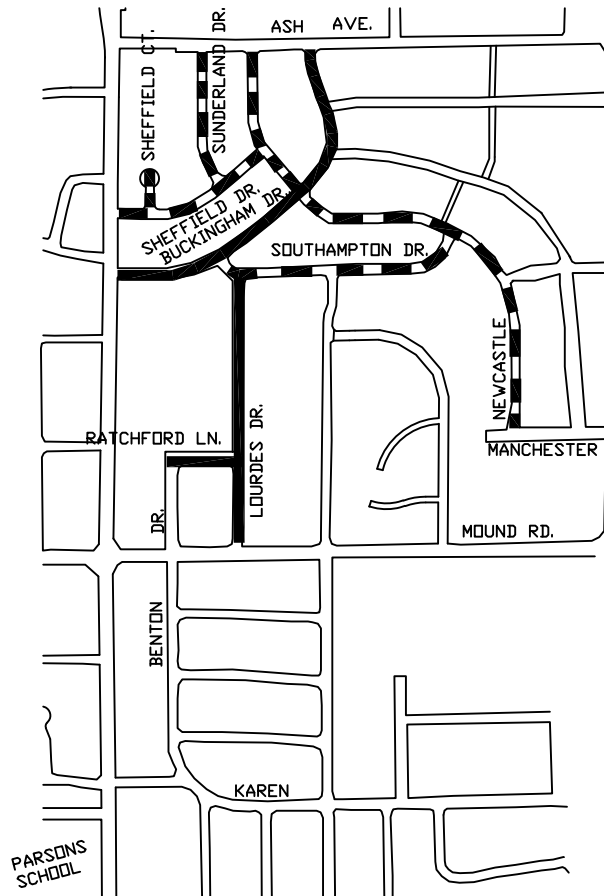 ASH AVE.
SHEFFIELD CT.
SUNDERLAND DR.
SHEFFIELD DR.
BUCKINGHAM DR.
SOUTHAMPTON DR.
NEWCASTLE
RATCHFORD LN.
LOURDES DR.
MANCHESTER
DR.
MOUND RD.
BENTON
KAREN
PARSONS
SCHOOL